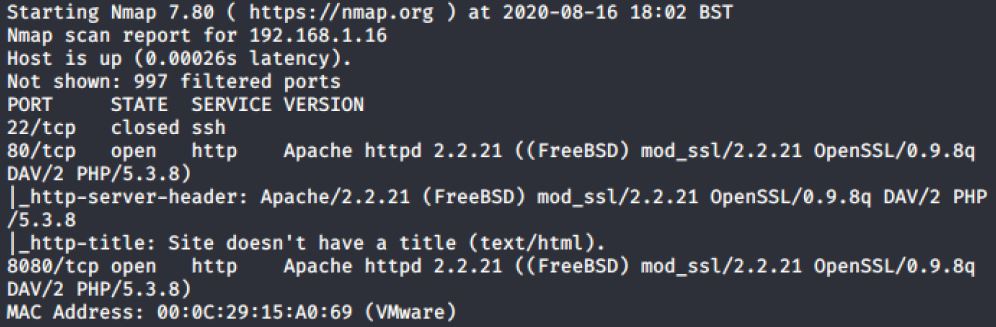 Starting Nmap 7.80 ( https://nmap.org ) at 2020-08-16 18:02 BST
Nmap scan report for 192.168.1.16
Host is up (0.00026s latency).
Not shown: 997 filtered ports
PORT     STATE  SERVICE VERSION
22/tcp   closed ssh
80/tcp   open   http    Apache httpd 2.2.21 ((FreeBSD) mod_ssl/2.2.21 OpenSSL/0.9.8q
DAV/2 PHP/5.3.8)
|_http-server-header: Apache/2.2.21 (FreeBSD) mod_ssl/2.2.21 OpenSSL/0.9.8q DAV/2 PHP
/5.3.8
|_http-title: Site doesn't have a title (text/html).
8080/tcp open   http    Apache httpd 2.2.21 ((FreeBSD) mod_ssl/2.2.21 OpenSSL/0.9.8q
DAV/2 PHP/5.3.8)
MAC Address: 00:0C:29:15:A0:69 (VMware)